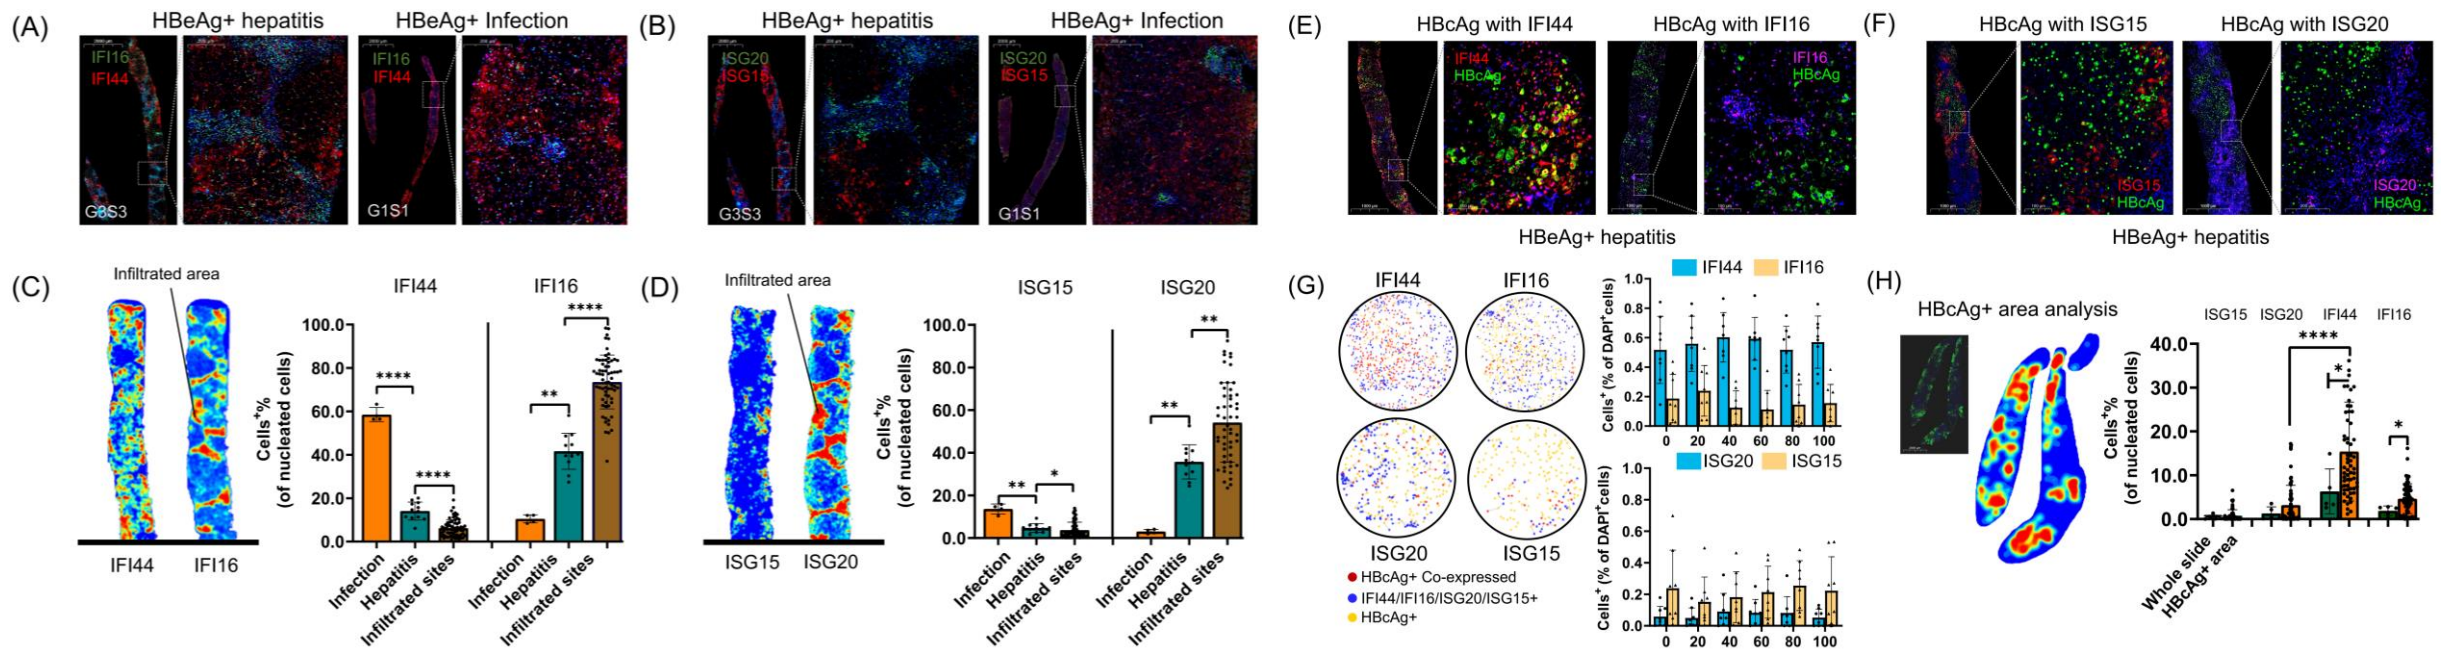 (A)
HBeAg+ hepatitis
HBeAg+ Infection
IFI16
IFI44
G3S3
IFI16
IFI44
G1S1
(B)
HBeAg+ hepatitis
HBeAg+ Infection
ISG20
ISG15
G3S3
ISG20
ISG15
G1S1
(E)
HBcAg with IFI44
HBcAg with IFI16
IFI44
HBcAg
IFI16
HBcAg
HBeAg+ hepatitis
(F)
HBcAg with ISG15
HBcAg with ISG20
ISG15
HBcAg
ISG20
HBcAg
HBeAg+ hepatitis
(C)
Infiltrated area
IFI44
IFI16
Cells+%
(of nucleated cells)
IFI44
IFI16
100.0
80.0
60.0
40.0
20.0
0.0
****
****
**
****
Infection
Hepatitis
Infiltrated sites
Infection
Hepatitis
Infiltrated sites
(D)
Infiltrated area
ISG15
ISG20
Cells+%
(of nucleated cells)
ISG15
ISG20
100.0
80.0
60.0
40.0
20.0
0.0
**
*
**
**
Infection
Hepatitis
Infiltrated sites
Infection
Hepatitis
Infiltrated sites
(G)
IFI44
IFI16
ISG20
ISG15
HBcAg+ Co-expressed
IFI44/IFI16/ISG20/ISG15+
HBcAg+
IFI44
IFI16
Cells+ (% of DAPI+cells)
1.0
0.8
0.6
0.4
0.2
0.0
0 20 40 60 80 100
ISG20
ISG15
Cells+ (% of DAPI+cells)
1.0
0.8
0.6
0.4
0.2
0.0
0 20 40 60 80 100
(H)
HBcAg+ area analysis
Cells+%
(of nucleated cells)
ISG15
ISG20
IFI44
IFI16
40.0
30.0
20.0
10.0
0.0
****
*
*
Whole slide
HBcAg+ area